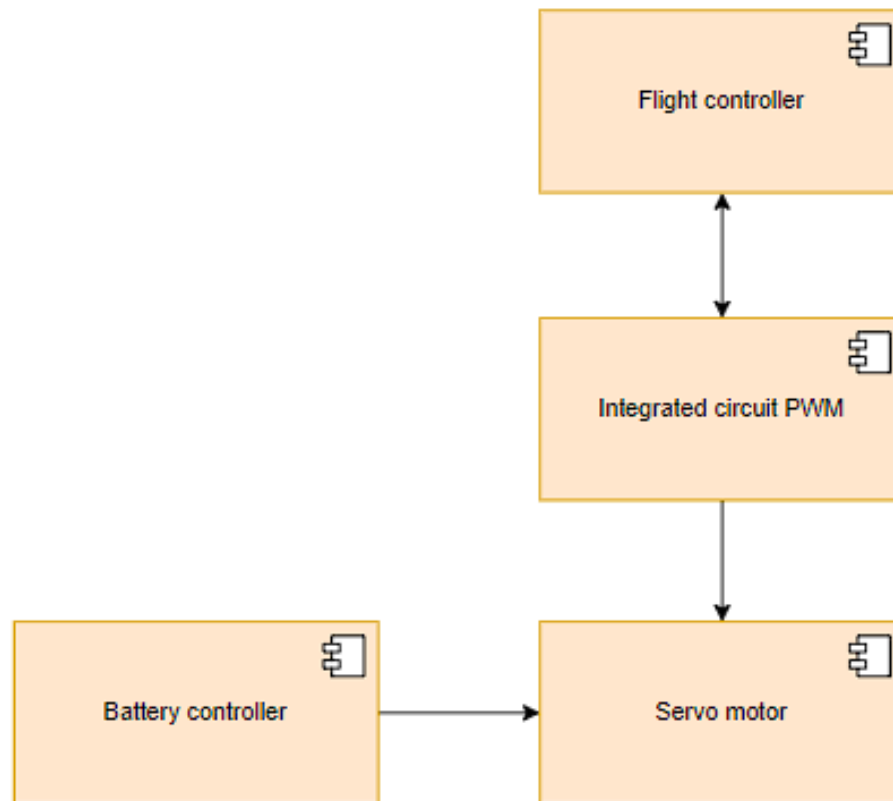 Flight controller
Integrated circuit PWM
Battery controller
Servo motor